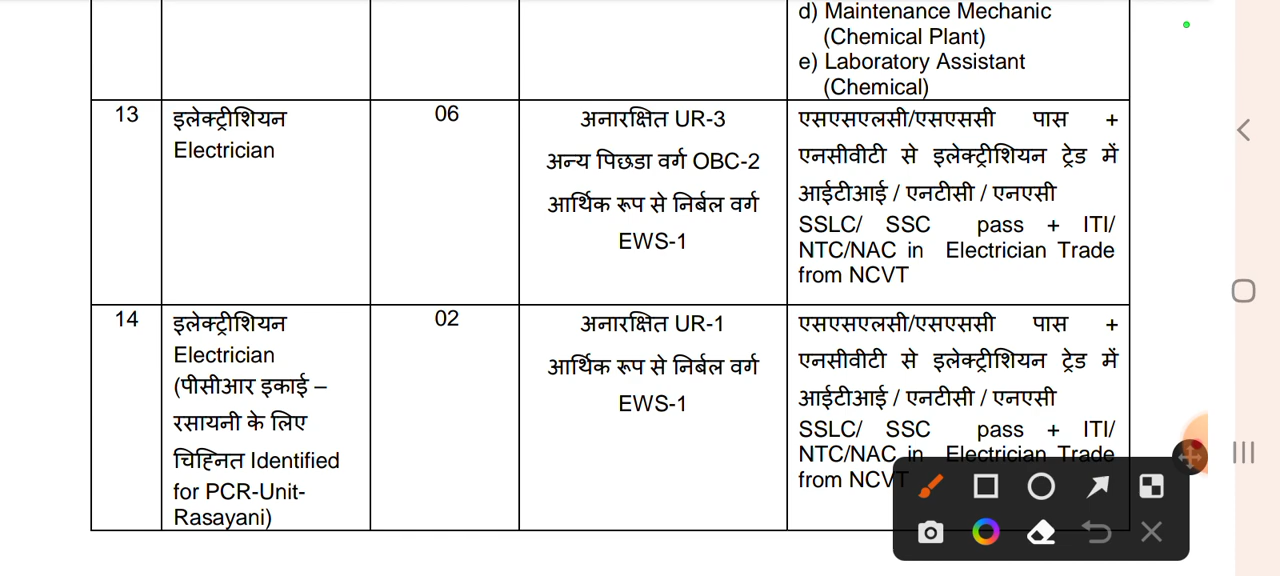 d) Maintenance Mechanic
(Chemical Plant)
e) Laboratory Assistant
(Chemical)
13
इलेक्ट्रीशियन
Electrician
06
अनारक्षित UR-3
अन्य पिछडा वर्ग OBC-2
आर्थिक रूप से निर्बल वर्ग
EWS-1
एसएसएलसी/एसएससी पास +
एनसीवीटी से इलेक्ट्रीशियन ट्रेड में
आईटीआई / एनटीसी / एनएसी
SSLC/ SSC pass + ITI/
NTC/NAC in Electrician Trade
from NCVT
14
इलेक्ट्रीशियन
Electrician
(पीसीआर इकाई –
रसायनी के लिए
चिह्नित Identified
for PCR-Unit-
Rasayani)
02
अनारक्षित UR-1
आर्थिक रूप से निर्बल वर्ग
EWS-1
एसएसएलसी/एसएससी पास +
एनसीवीटी से इलेक्ट्रीशियन ट्रेड में
आईटीआई / एनटीसी / एनएसी
SSLC/ SSC pass + ITI/
NTC/NAC in Electrician Trade
from NCVT